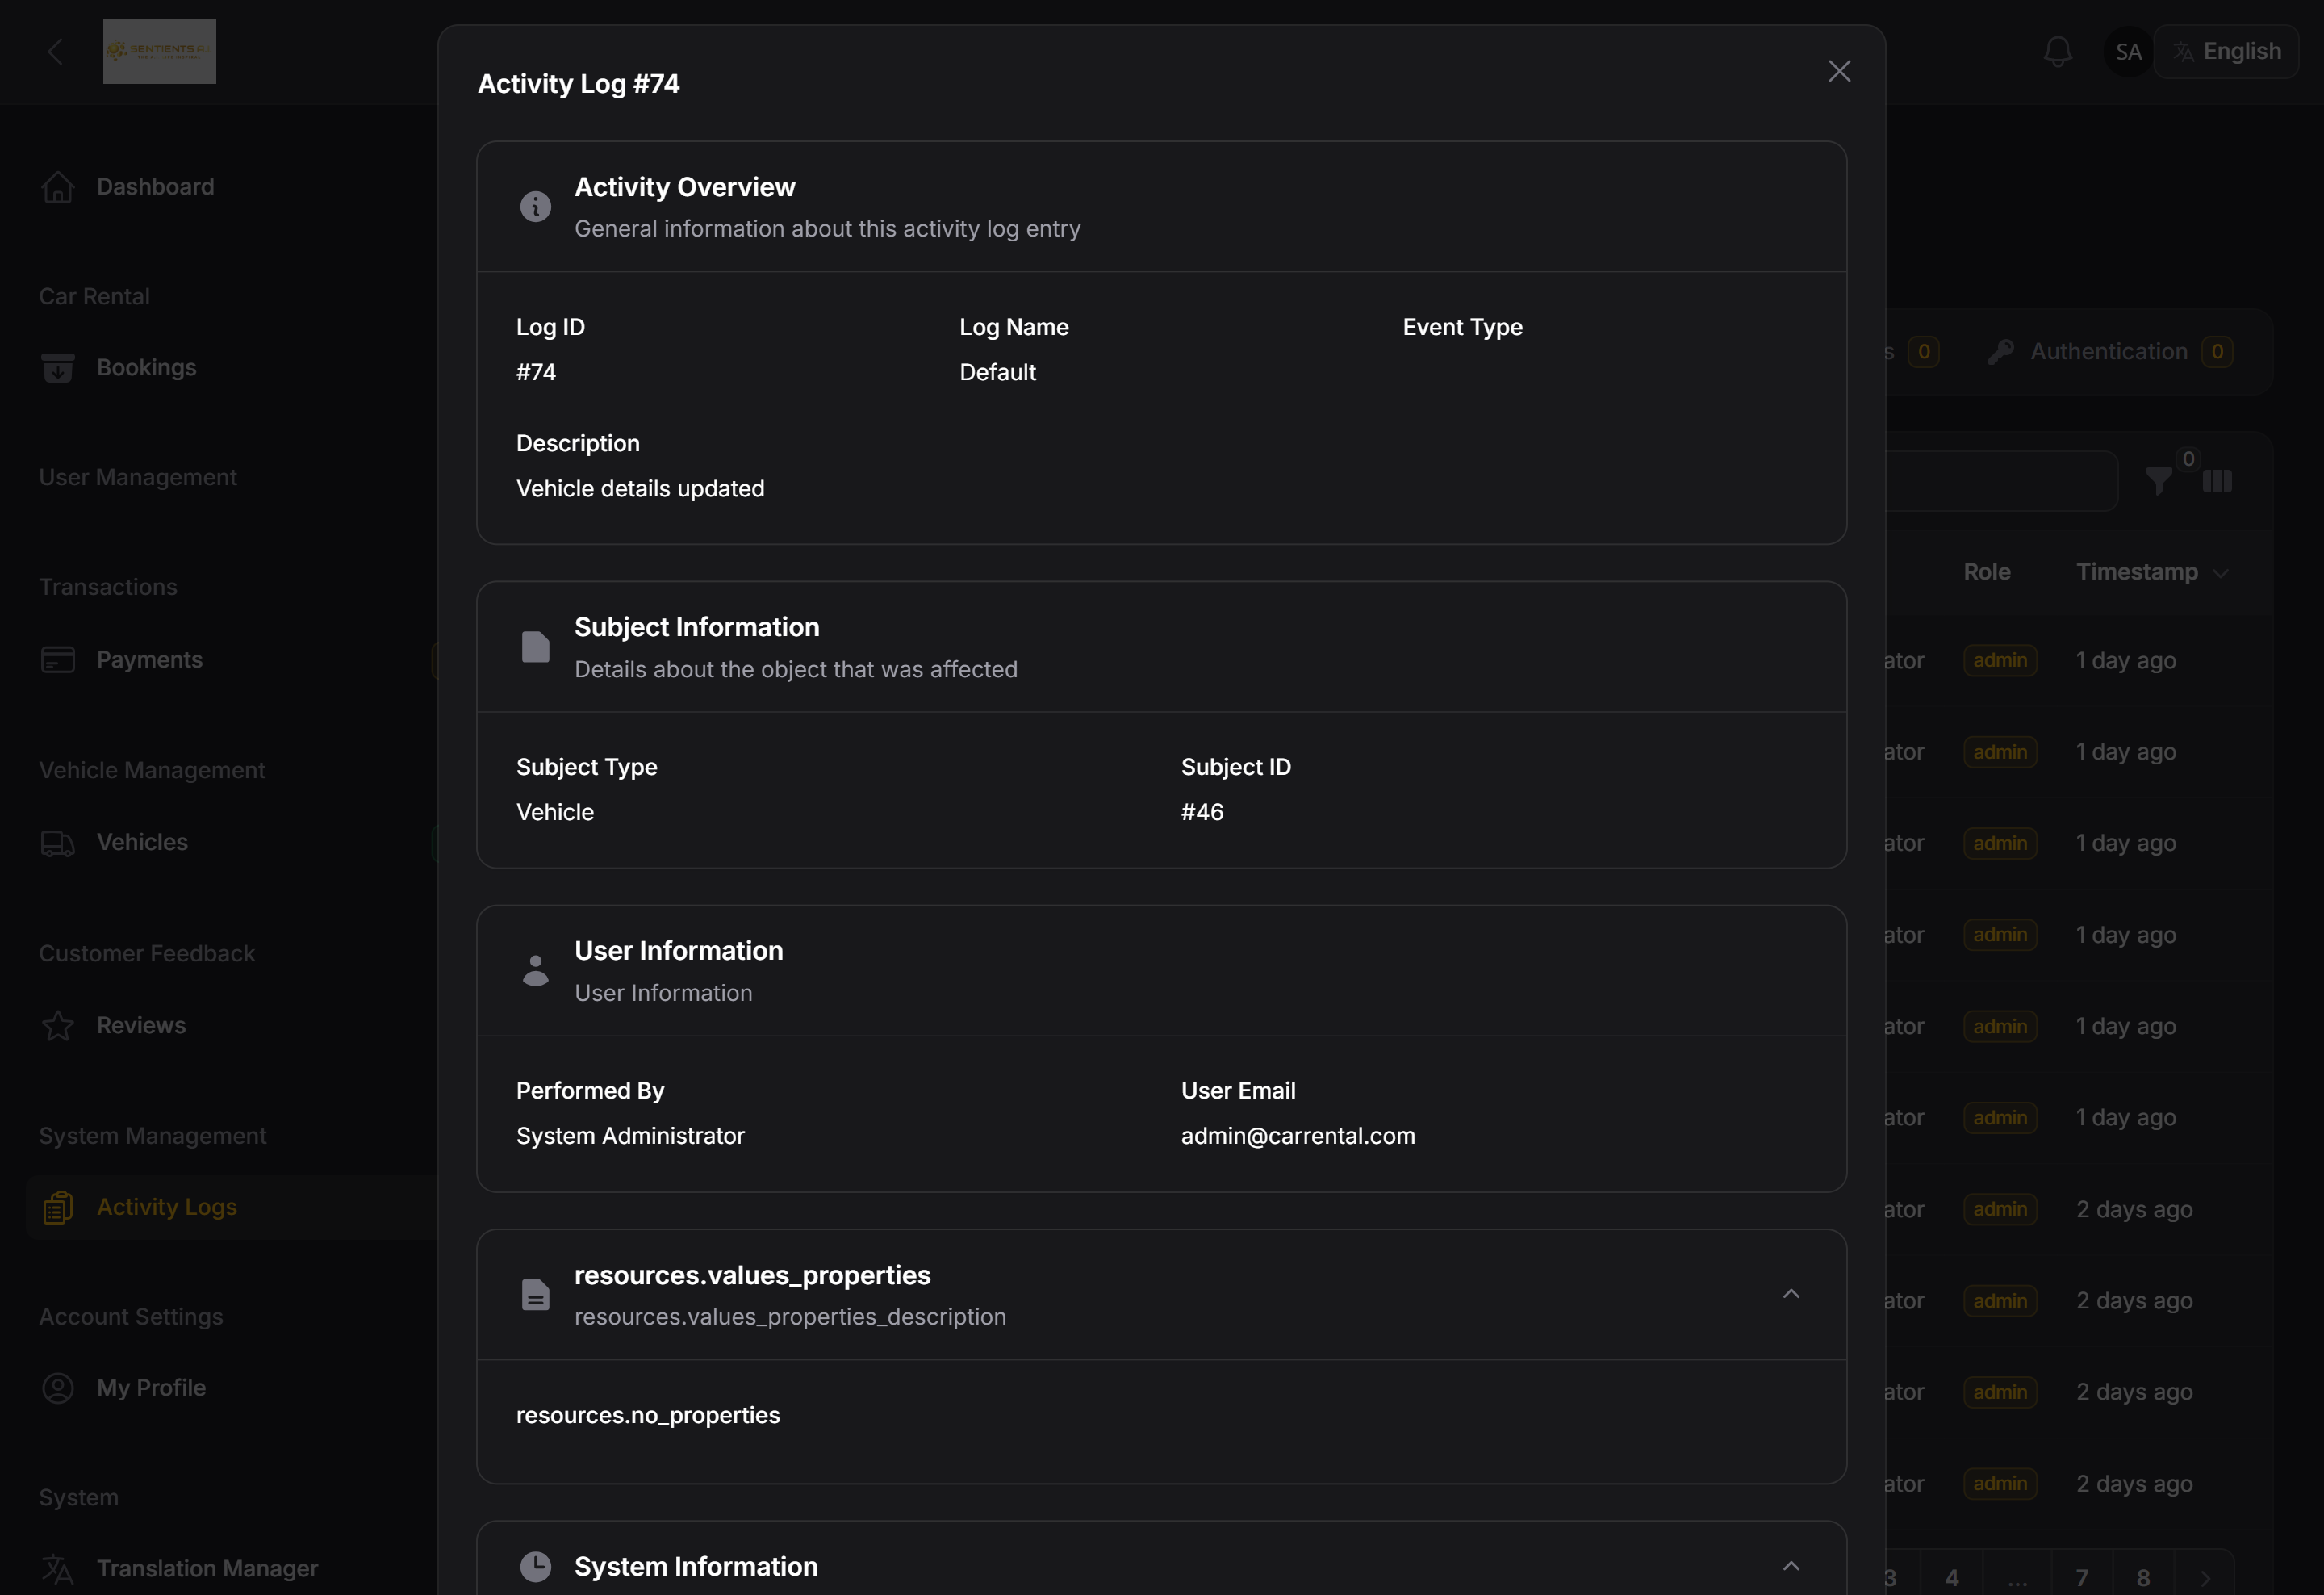 SENTIENTS
SA
English
Dashboard
Car Rental
Bookings
User Management
Transactions
Payments
Vehicle Management
Vehicles
Customer Feedback
Reviews
System Management
Activity Logs
Account Settings
My Profile
System
Translation Manager
Activity Log #74
Activity Overview
General information about this activity log entry
Log ID
Log Name
Event Type
#74
Default
Description
Vehicle details updated
Subject Information
Details about the object that was affected
Subject Type
Subject ID
Vehicle
#46
User Information
User Information
Performed By
User Email
System Administrator
admin@carrental.com
resources.values_properties
resources.values_properties_description
resources.no_properties
System Information
s 0 Authentication 0
0
Role Timestamp
ator admin 1 day ago
ator admin 1 day ago
ator admin 1 day ago
ator admin 1 day ago
ator admin 1 day ago
ator admin 1 day ago
ator admin 2 days ago
ator admin 2 days ago
ator admin 2 days ago
ator admin 2 days ago
3 4 ... 7 8